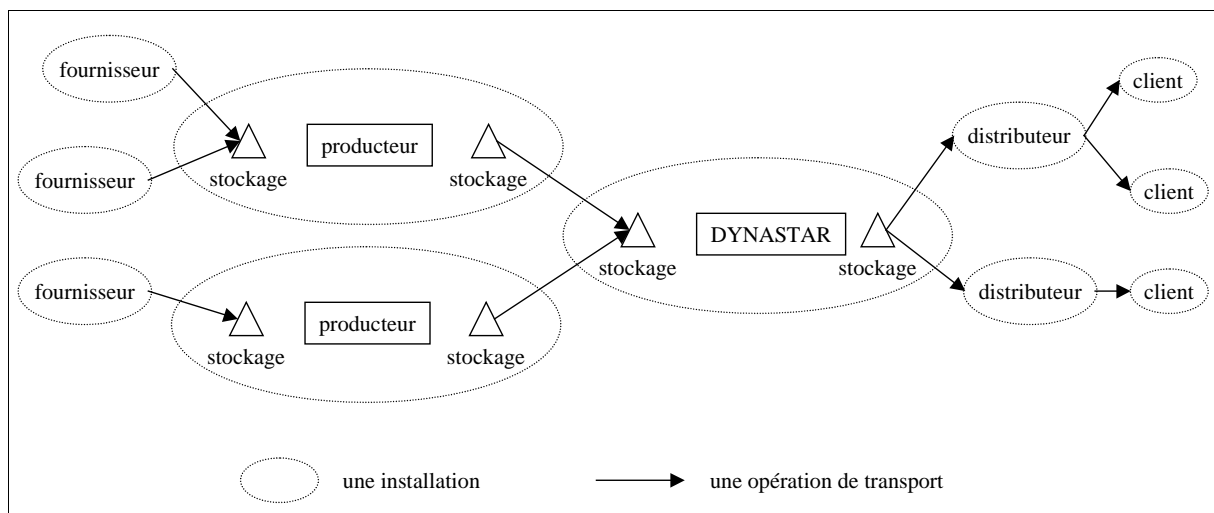 fournisseur
fournisseur
fournisseur
producteur
stockage
stockage
producteur
stockage
stockage
DYNASTAR
stockage
stockage
distributeur
distributeur
client
client
client
une installation
une opération de transport